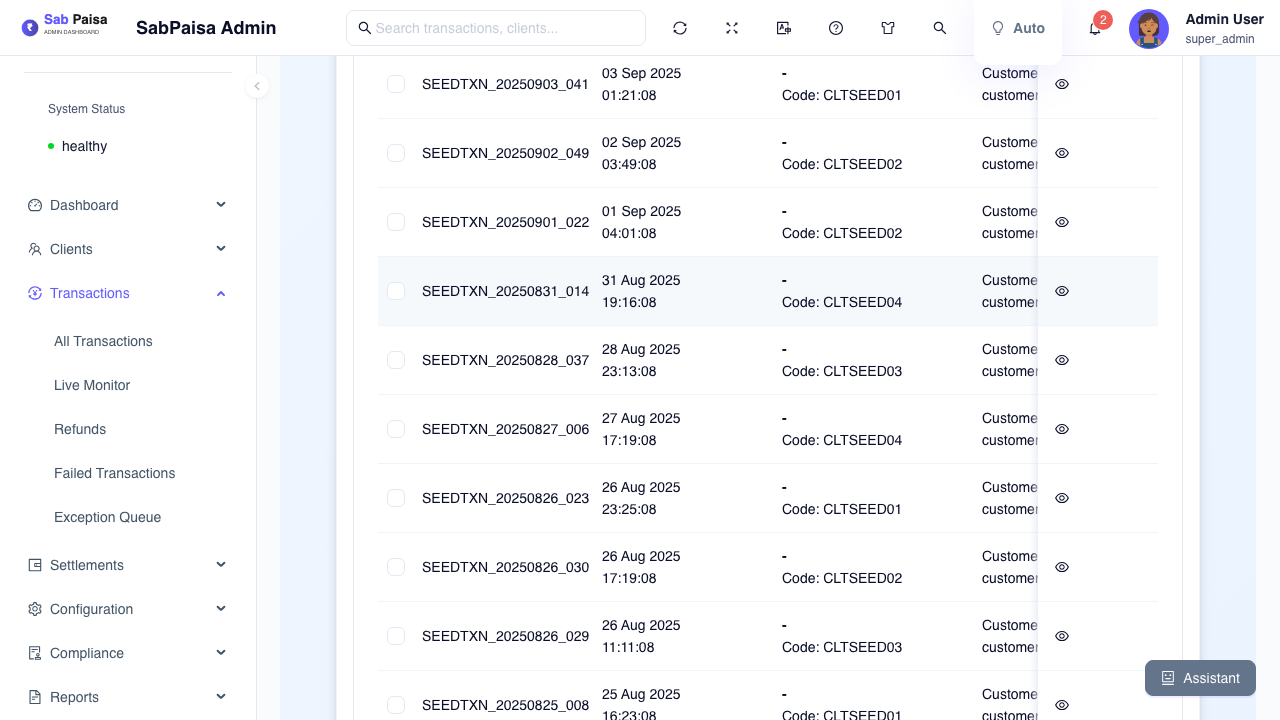 Sab Paisa
ADMIN DASHBOARD
SabPaisa Admin
Search transactions, clients...
Auto
2
Admin User
super_admin
System Status
healthy
Dashboard
Clients
Transactions
All Transactions
Live Monitor
Refunds
Failed Transactions
Exception Queue
Settlements
Configuration
Compliance
Reports
SEEDTXN_20250903_041 03 Sep 2025 - Custome
01:21:08 Code: CLTSEED01 customer
SEEDTXN_20250902_049 02 Sep 2025 - Custome
03:49:08 Code: CLTSEED02 customer
SEEDTXN_20250901_022 01 Sep 2025 - Custome
04:01:08 Code: CLTSEED02 customer
SEEDTXN_20250831_014 31 Aug 2025 - Custome
19:16:08 Code: CLTSEED04 customer
SEEDTXN_20250828_037 28 Aug 2025 - Custome
23:13:08 Code: CLTSEED03 customer
SEEDTXN_20250827_006 27 Aug 2025 - Custome
17:19:08 Code: CLTSEED04 customer
SEEDTXN_20250826_023 26 Aug 2025 - Custome
23:25:08 Code: CLTSEED01 customer
SEEDTXN_20250826_030 26 Aug 2025 - Custome
17:19:08 Code: CLTSEED02 customer
SEEDTXN_20250826_029 26 Aug 2025 - Custome
11:11:08 Code: CLTSEED03 customer
SEEDTXN_20250825_008 25 Aug 2025 - Custome
16:23:08 Code: CLTSEED01 customer
Assistant